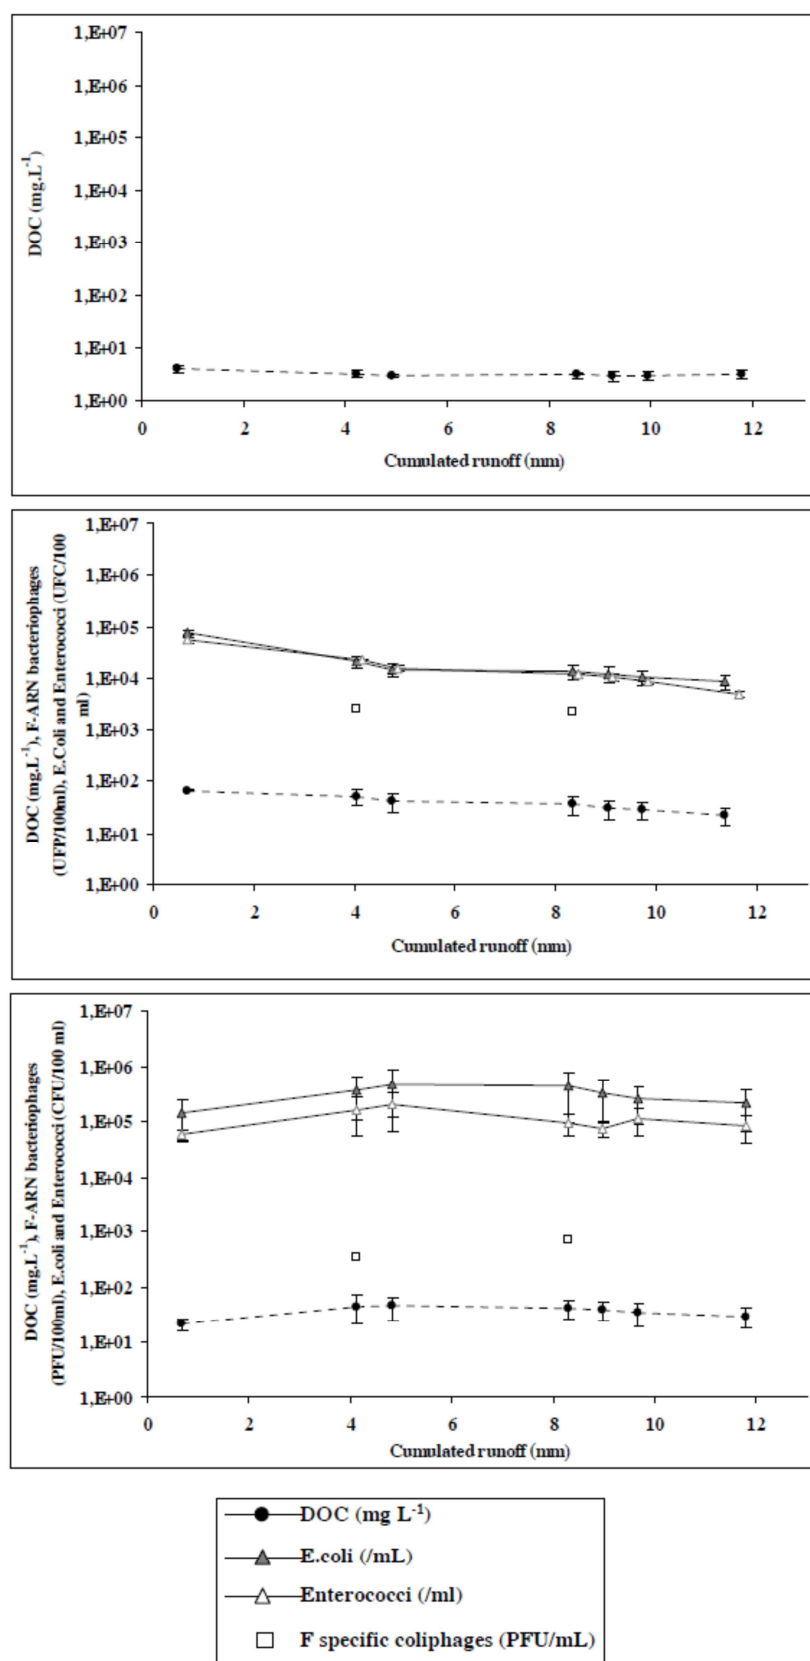 1,E+07
1,E+06
1,E+05
1,E+04
1,E+03
1,E+02
1,E+01
1,E+00
DOC (mg.L-1)
0 2 4 6 8 10 12
Cumulated runoff (mm)
1,E+07
1,E+06
1,E+05
1,E+04
1,E+03
1,E+02
1,E+01
1,E+00
DOC (mg.L-1), F-ARN bacteriophages
(UFP/100ml), E.Coli and Enterococi (UFC/100
ml)
0 2 4 6 8 10 12
Cumulated runoff (mm)
1,E+07
1,E+06
1,E+05
1,E+04
1,E+03
1,E+02
1,E+01
1,E+00
DOC (mg.L-1), F-ARN bacteriophages
(PFU/100ml), E.coli and Enterococci (CFU/100 ml)
0 2 4 6 8 10 12
Cumulated runoff (mm)
DOC (mg L-1)
E.coli (/mL)
Enterococci (/ml)
F specific coliphages (PFU/mL)